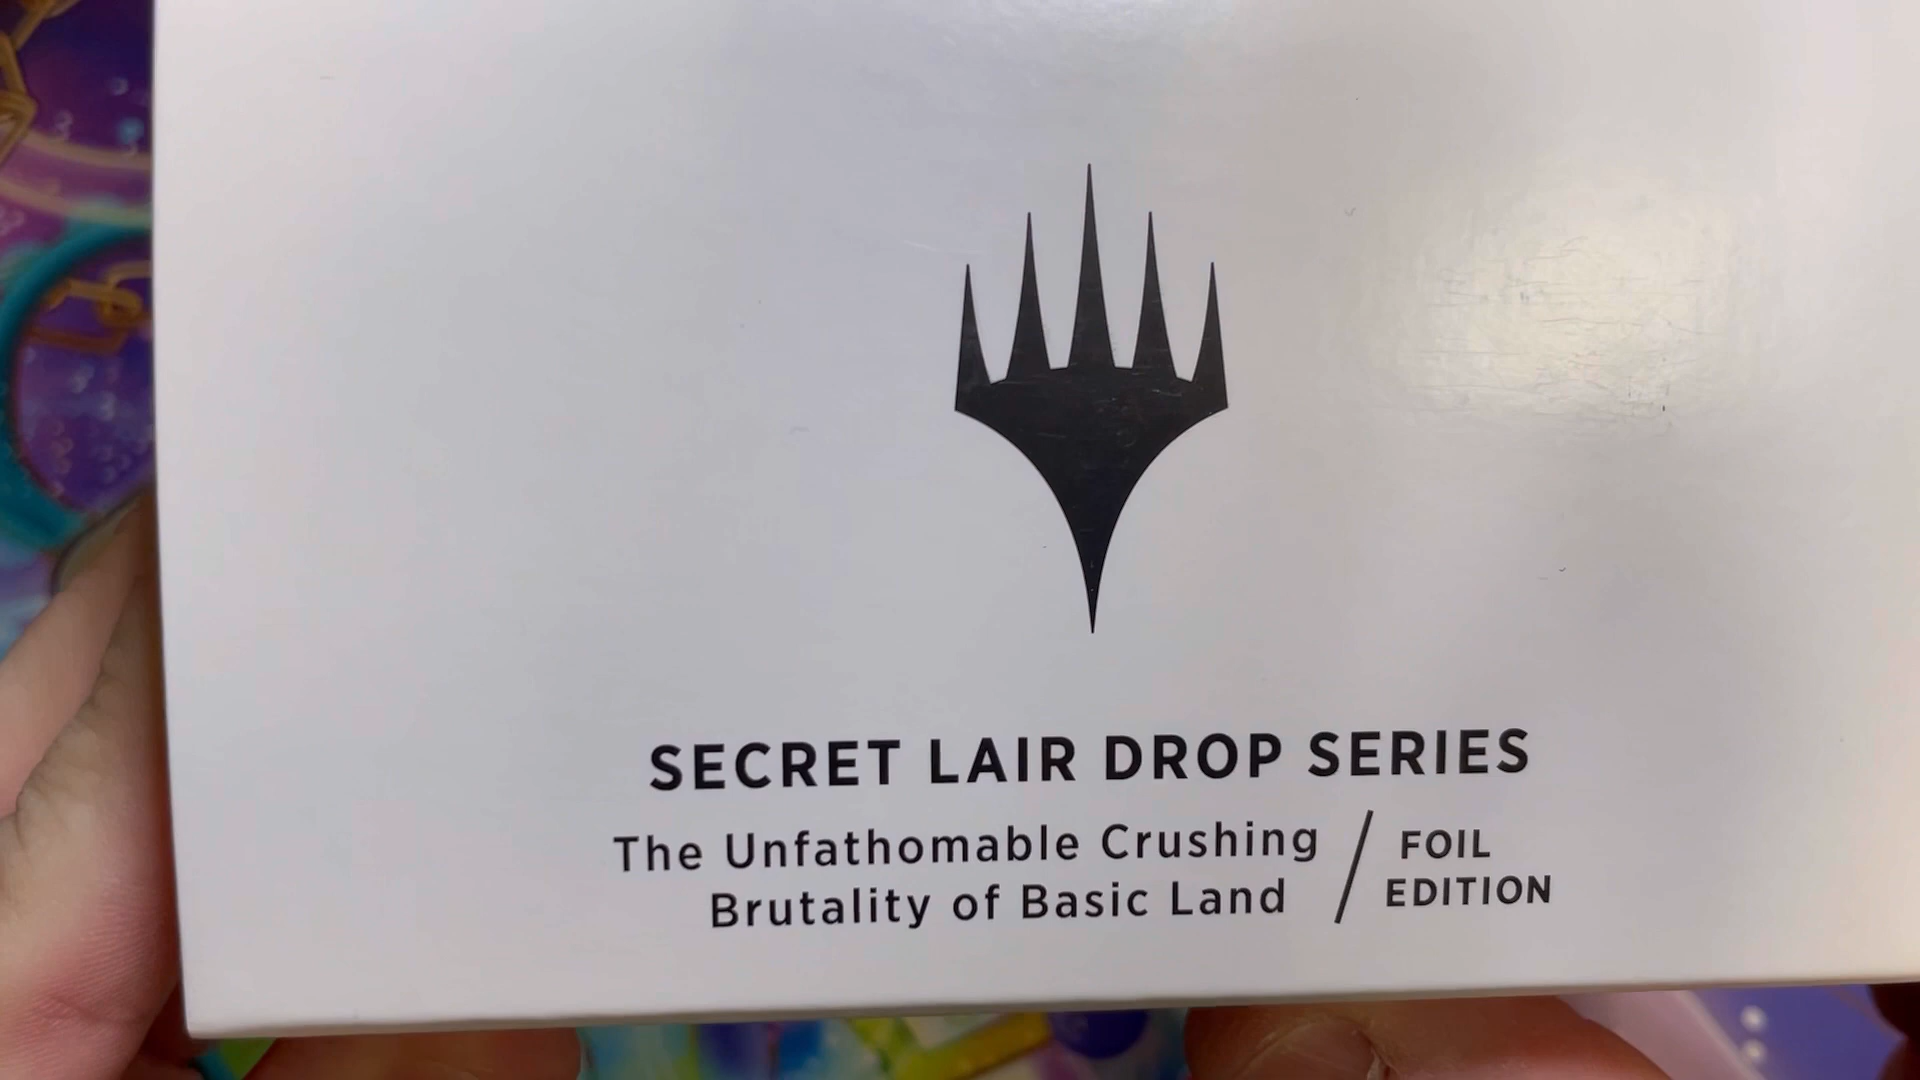 SECRET LAIR DROP SERIES
The Unfathomable Crushing
Brutality of Basic Land
/ FOIL
EDITION